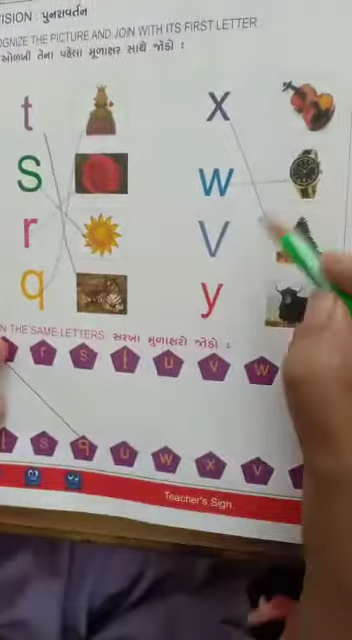 VISION : પુનરાવર્તન
OGNIZE THE PICTURE AND JOIN WITH ITS FIRST LETTER
ઓળખી તેના પહેલા મૂળાક્ષર સાથે જોડો :
t x
s w
r v
q y
N THE SAME LETTERS. સરખા મુળાક્ષરો જોડો :
r s t u v w
s q u w x v
Teacher's Sign.